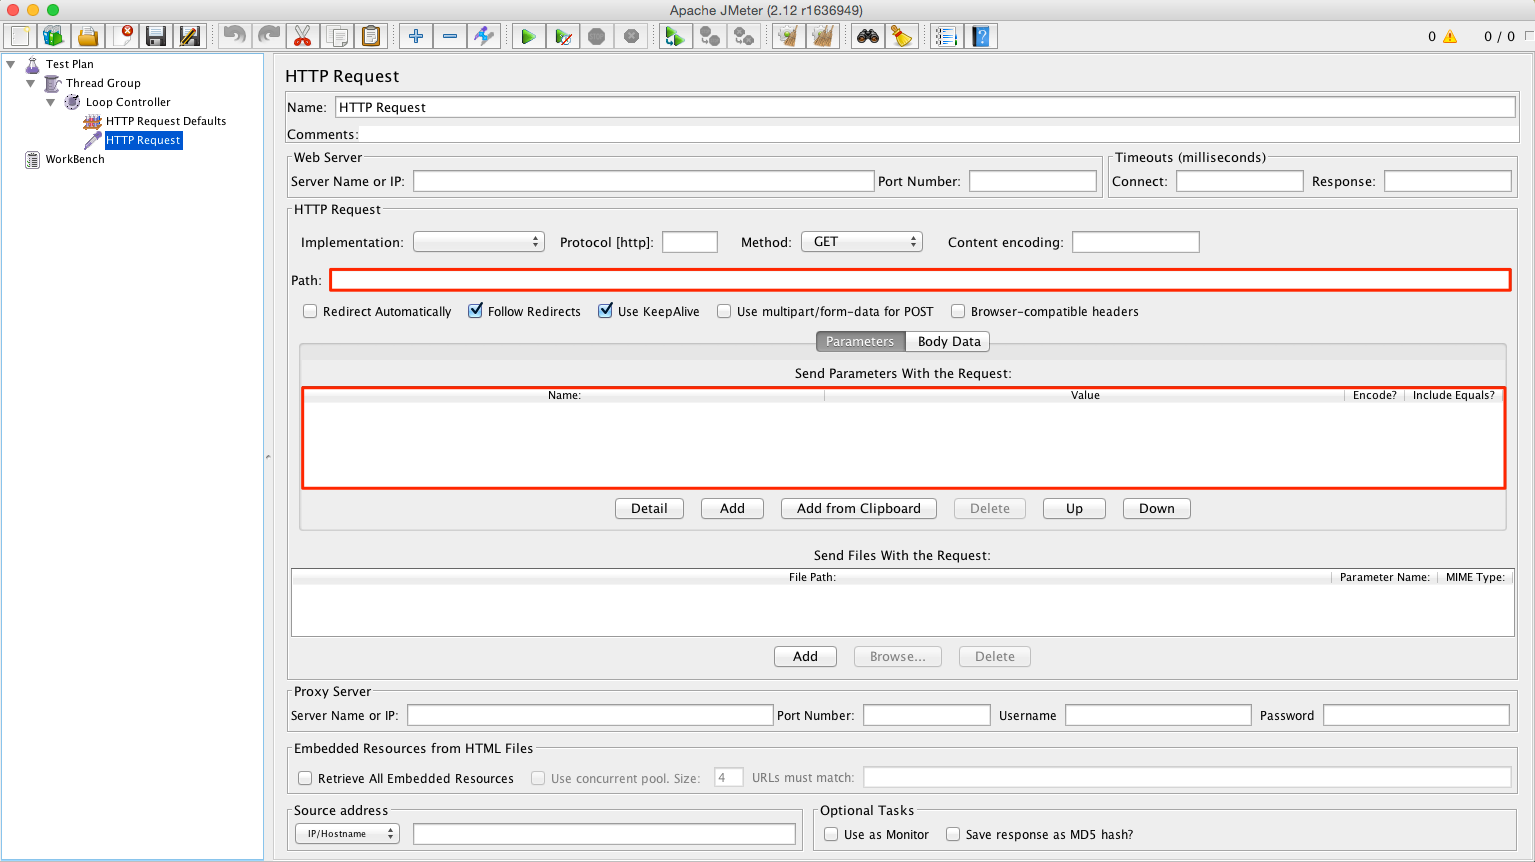 Apache JMeter (2.12 r1636949)
0 0 / 0
Test Plan
Thread Group
Loop Controller
HTTP Request Defaults
HTTP Request
WorkBench
HTTP Request
Name: HTTP Request
Comments:
Web Server
Server Name or IP: Port Number:
Timeouts (milliseconds)
Connect: Response:
HTTP Request
Implementation: Protocol [http]: Method: GET Content encoding:
Path:
Redirect Automatically Follow Redirects Use KeepAlive Use multipart/form-data for POST Browser-compatible headers
Parameters Body Data
Send Parameters With the Request:
Name: Value Encode? Include Equals?
Detail Add Add from Clipboard Delete Up Down
Send Files With the Request:
File Path: Parameter Name: MIME Type:
Add Browse... Delete
Proxy Server
Server Name or IP: Port Number: Username Password
Embedded Resources from HTML Files
Retrieve All Embedded Resources Use concurrent pool. Size: 4 URLs must match:
Source address
IP/Hostname
Optional Tasks
Use as Monitor Save response as MD5 hash?